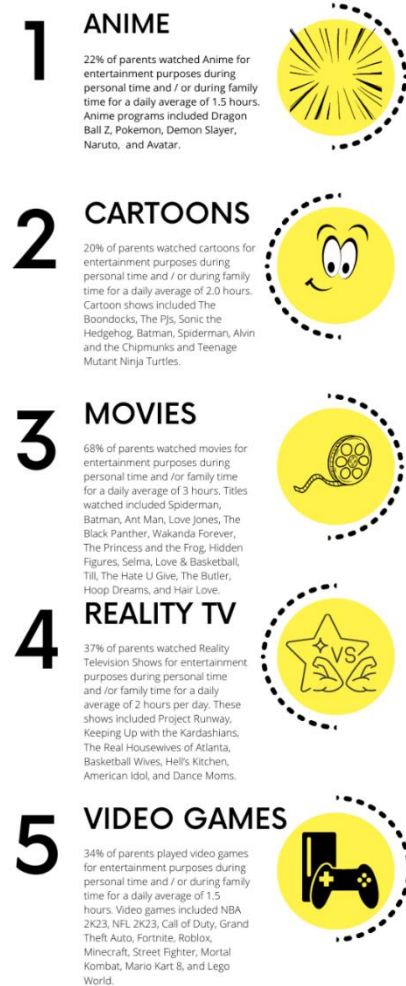 1
ANIME
22% of parents watched Anime for
entertainment purposes during
personal time and / or during family
time for a daily average of 1.5 hours.
Anime programs included Dragon
Ball Z, Pokemon, Demon Slayer,
Naruto, and Avatar.
2
CARTOONS
20% of parents watched cartoons for
entertainment purposes during
personal time and / or during family
time for a daily average of 2.0 hours.
Cartoon shows included The
Boondocks, The PJs, Sonic the
Hedgehog, Batman, Spiderman, Alvin
and the Chipmunks and Teenage
Mutant Ninja Turtles.
3
MOVIES
68% of parents watched movies for
entertainment purposes during
personal time and /or family time
for a daily average of 3 hours. Titles
watched included Spiderman,
Batman, Ant Man, Love Jones, The
Black Panther, Wakanda Forever,
The Princess and the Frog, Hidden
Figures, Selma, Love & Basketball,
Till, The Hate U Give, The Butler,
Hoop Dreams, and Hair Love.
4
REALITY TV
37% of parents watched Reality
Television Shows for entertainment
purposes during personal time
and /or family time for a daily
average of 2 hours per day. These
shows included Project Runway,
Keeping Up with the Kardashians,
The Real Housewives of Atlanta,
Basketball Wives, Hell's Kitchen,
American Idol, and Dance Moms.
VS
5
VIDEO GAMES
34% of parents played video games
for entertainment purposes during
personal time and / or during family
time for a daily average of 1.5
hours. Video games included NBA
2K23, NFL 2K23, Call of Duty, Grand
Theft Auto, Fortnite, Roblox,
Minecraft, Street Fighter, Mortal
Kombat, Mario Kart 8, and Lego
World.